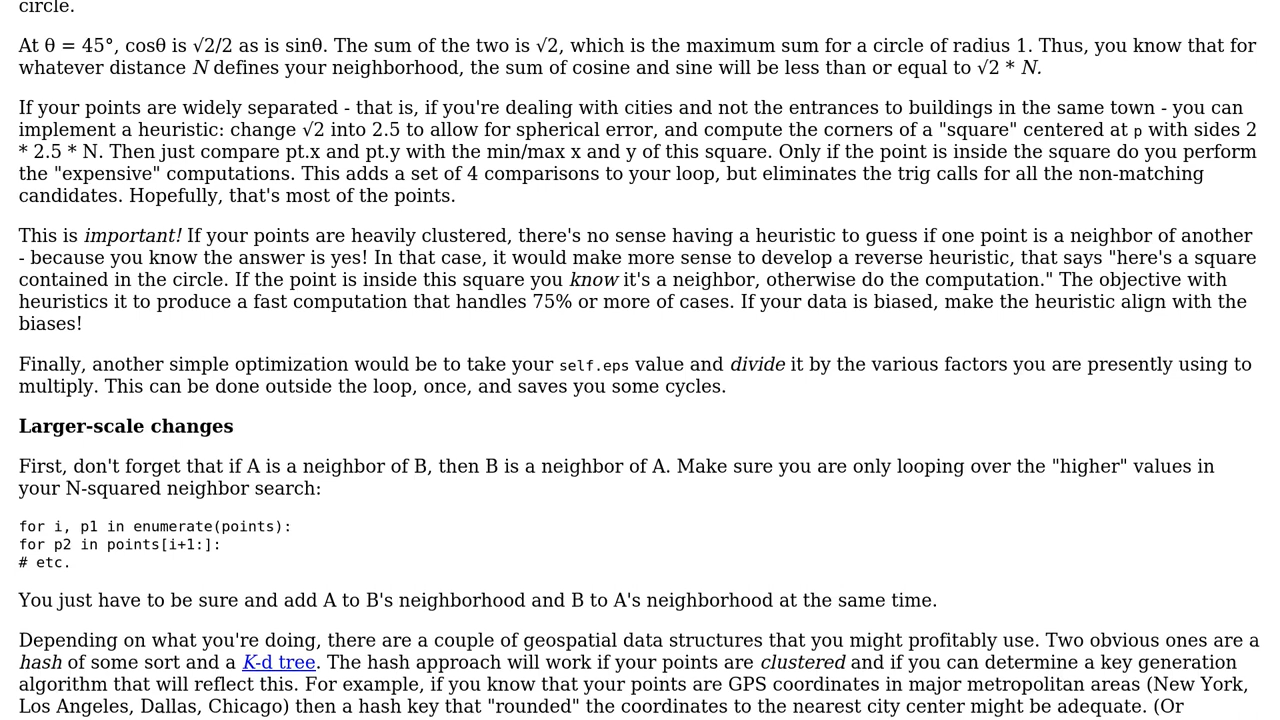 circle.
At θ = 45°, cosθ is √2/2 as is sinθ. The sum of the two is √2, which is the maximum sum for a circle of radius 1. Thus, you know that for
whatever distance N defines your neighborhood, the sum of cosine and sine will be less than or equal to √2 * N.
If your points are widely separated - that is, if you're dealing with cities and not the entrances to buildings in the same town - you can
implement a heuristic: change √2 into 2.5 to allow for spherical error, and compute the corners of a "square" centered at p with sides 2
* 2.5 * N. Then just compare pt.x and pt.y with the min/max x and y of this square. Only if the point is inside the square do you perform
the "expensive" computations. This adds a set of 4 comparisons to your loop, but eliminates the trig calls for all the non-matching
candidates. Hopefully, that's most of the points.
This is important! If your points are heavily clustered, there's no sense having a heuristic to guess if one point is a neighbor of another
- because you know the answer is yes! In that case, it would make more sense to develop a reverse heuristic, that says "here's a square
contained in the circle. If the point is inside this square you know it's a neighbor, otherwise do the computation." The objective with
heuristics it to produce a fast computation that handles 75% or more of cases. If your data is biased, make the heuristic align with the
biases!
Finally, another simple optimization would be to take your self.eps value and divide it by the various factors you are presently using to
multiply. This can be done outside the loop, once, and saves you some cycles.
Larger-scale changes
First, don't forget that if A is a neighbor of B, then B is a neighbor of A. Make sure you are only looping over the "higher" values in
your N-squared neighbor search:
for i, p1 in enumerate(points):
for p2 in points[i+1:]:
# etc.
You just have to be sure and add A to B's neighborhood and B to A's neighborhood at the same time.
Depending on what you're doing, there are a couple of geospatial data structures that you might profitably use. Two obvious ones are a
hash of some sort and a K-d tree. The hash approach will work if your points are clustered and if you can determine a key generation
algorithm that will reflect this. For example, if you know that your points are GPS coordinates in major metropolitan areas (New York,
Los Angeles, Dallas, Chicago) then a hash key that "rounded" the coordinates to the nearest city center might be adequate. (Or